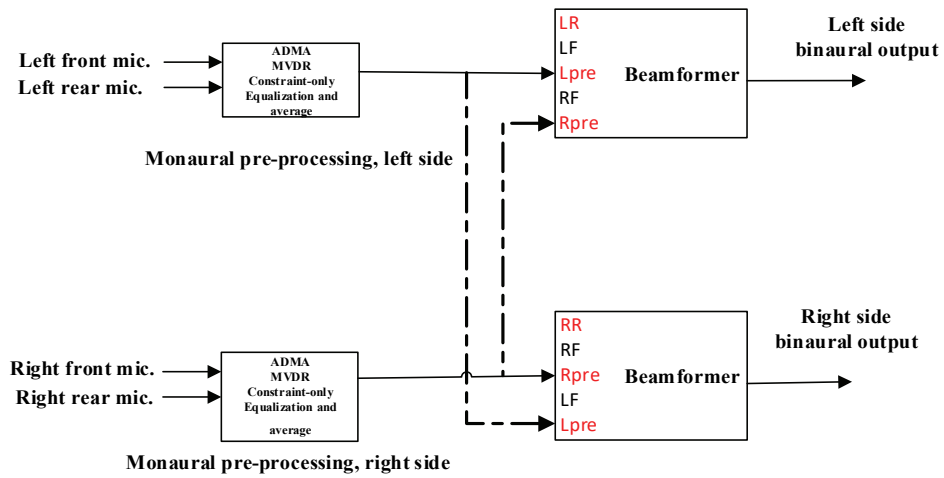 Left front mic.
Left rear mic.
ADMA
MVDR
Constraint-only
Equalization and
average
Monaural pre-processing, left side
LR
LF
Lpre
RF
Rpre
Beamformer
Left side
binaural output
Right front mic.
Right rear mic.
ADMA
MVDR
Constraint-only
Equalization and
average
Monaural pre-processing, right side
RR
RF
Rpre
LF
Lpre
Beamformer
Right side
binaural output